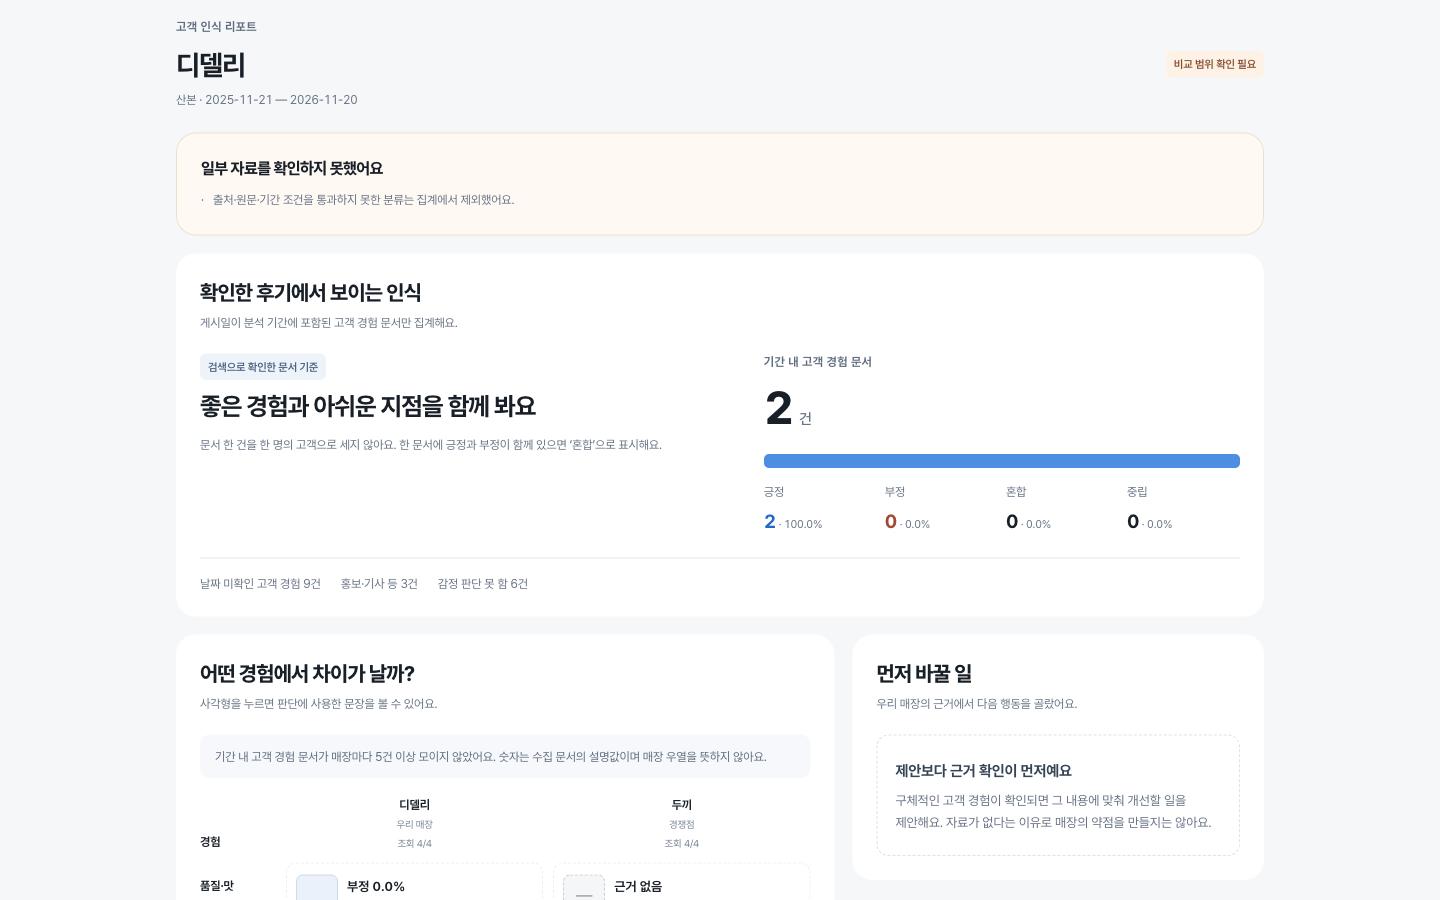 고객 인식 리포트
디델리
비교 범위 확인 필요
산본 · 2025-11-21 — 2026-11-20
일부 자료를 확인하지 못했어요
· 출처·원문·기간 조건을 통과하지 못한 분류는 집계에서 제외했어요.
확인한 후기에서 보이는 인식
게시일이 분석 기간에 포함된 고객 경험 문서만 집계해요.
검색으로 확인한 문서 기준
좋은 경험과 아쉬운 지점을 함께 봐요
문서 한 건을 한 명의 고객으로 세지 않아요. 한 문서에 긍정과 부정이 함께 있으면 ‘혼합’으로 표시해요.
기간 내 고객 경험 문서
2 건
긍정 부정 혼합 중립
2 · 100.0% 0 · 0.0% 0 · 0.0% 0 · 0.0%
날짜 미확인 고객 경험 9건 홍보·기사 등 3건 감정 판단 못 함 6건
어떤 경험에서 차이가 날까?
사각형을 누르면 판단에 사용한 문장을 볼 수 있어요.
기간 내 고객 경험 문서가 매장마다 5건 이상 모이지 않았어요. 숫자는 수집 문서의 설명값이며 매장 우열을 뜻하지 않아요.
디델리 두끼
우리 매장 경쟁점
경험 조회 4/4 조회 4/4
품질·맛 부정 0.0% — 근거 없음
먼저 바꿀 일
우리 매장의 근거에서 다음 행동을 골랐어요.
제안보다 근거 확인이 먼저예요
구체적인 고객 경험이 확인되면 그 내용에 맞춰 개선할 일을
제안해요. 자료가 없다는 이유로 매장의 약점을 만들지는 않아요.